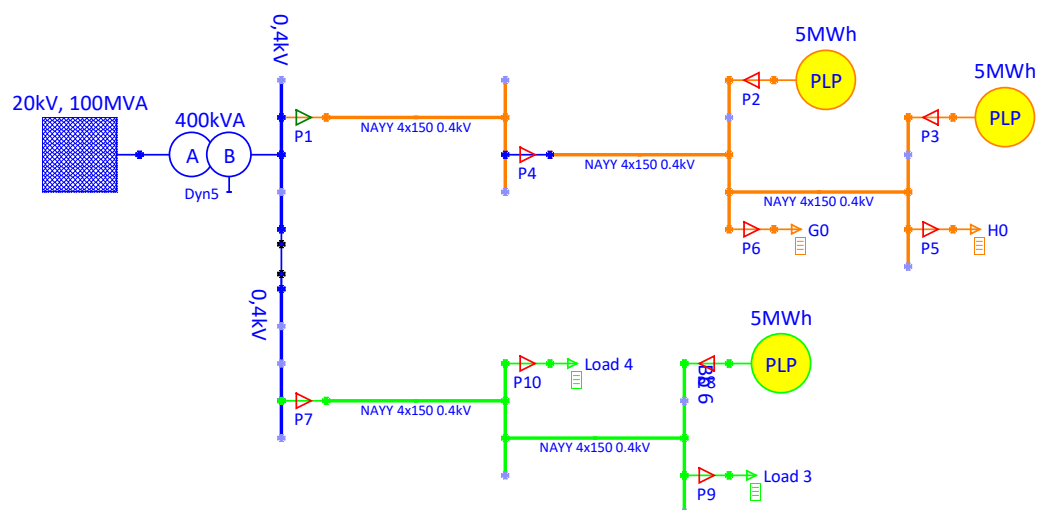 0,4kV
5MWh
PLP
P2
5MWh
PLP
P3
20kV, 100MVA
400kVA
A
B
Dyn5
P1
NAYY 4x150 0.4kV
P4
NAYY 4x150 0.4kV
NAYY 4x150 0.4kV
P6
G0
P5
H0
0,4kV
5MWh
PLP
P8
P10
Load 4
P7
NAYY 4x150 0.4kV
NAYY 4x150 0.4kV
P9
Load 3